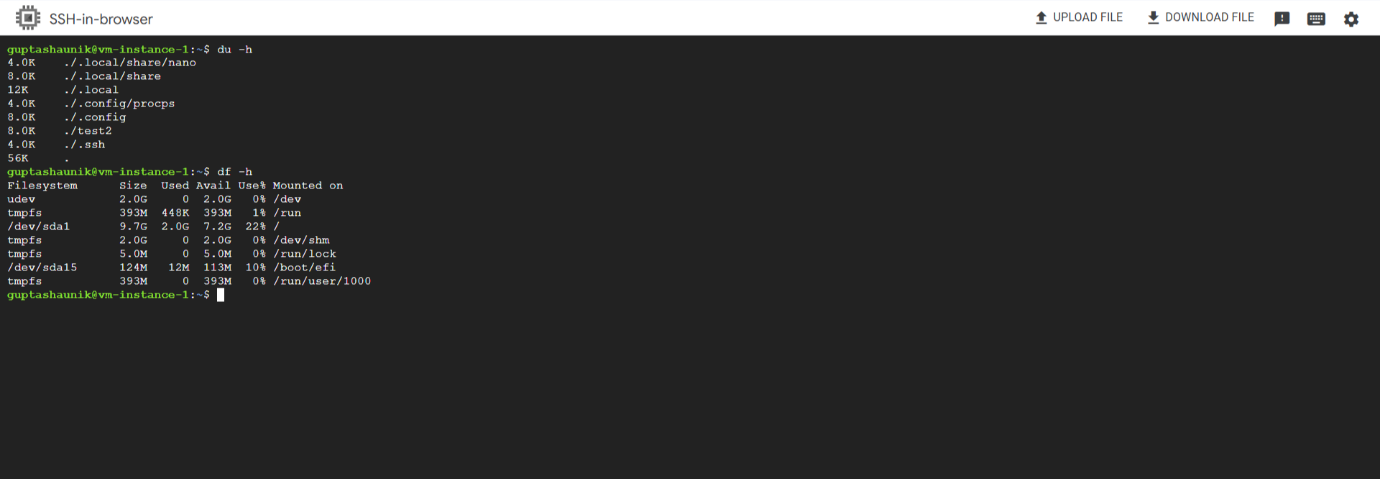 SSH-in-browser
UPLOAD FILE
DOWNLOAD FILE
guptashaunik@vm-instance-1:~$ du -h
4.0K    ./.local/share/nano
8.0K    ./.local/share
12K     ./.local
4.0K    ./.config/procps
8.0K    ./.config
8.0K    ./test2
4.0K    ./.ssh
56K     .
guptashaunik@vm-instance-1:~$ df -h
Filesystem      Size  Used Avail Use% Mounted on
udev            2.0G     0  2.0G   0% /dev
tmpfs           393M  448K  393M   1% /run
/dev/sda1       9.7G  2.0G  7.2G  22% /
tmpfs           2.0G     0  2.0G   0% /dev/shm
tmpfs           5.0M     0  5.0M   0% /run/lock
/dev/sda15      124M   12M  113M  10% /boot/efi
tmpfs           393M     0  393M   0% /run/user/1000
guptashaunik@vm-instance-1:~$